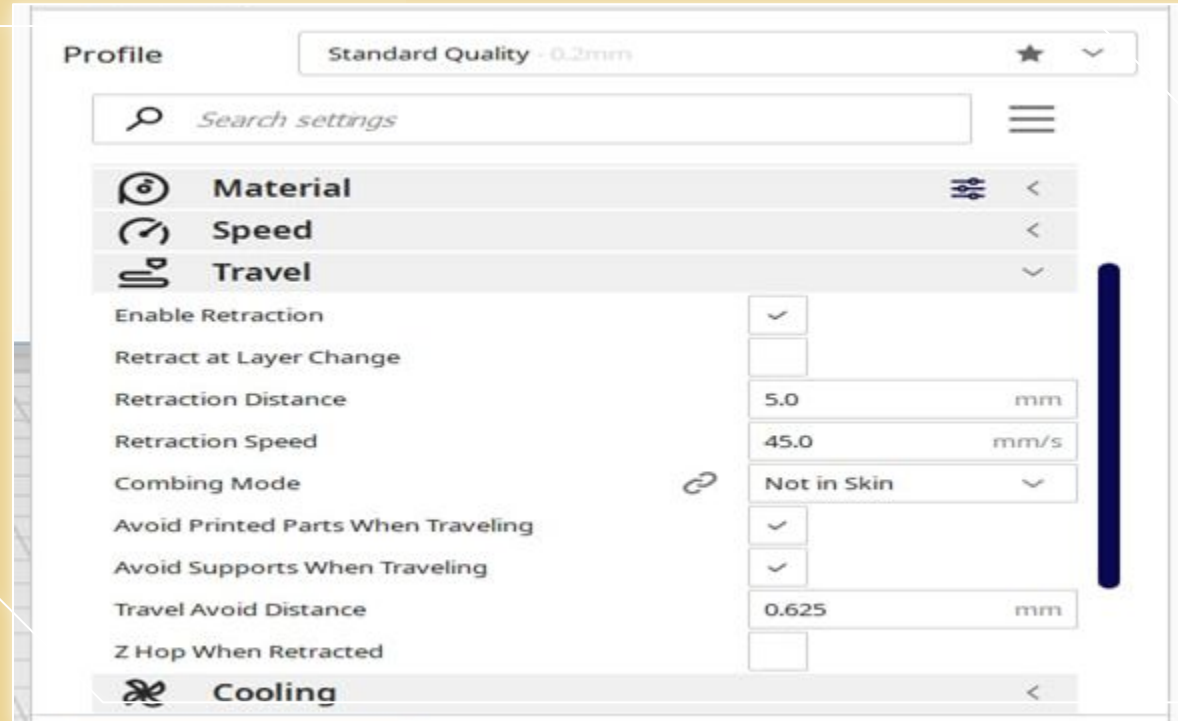 Profile Standard Quality - 0.2mm
Search settings
Material
Speed
Travel
Enable Retraction
Retract at Layer Change
Retraction Distance 5.0 mm
Retraction Speed 45.0 mm/s
Combing Mode Not in Skin
Avoid Printed Parts When Traveling
Avoid Supports When Traveling
Travel Avoid Distance 0.625 mm
Z Hop When Retracted
Cooling